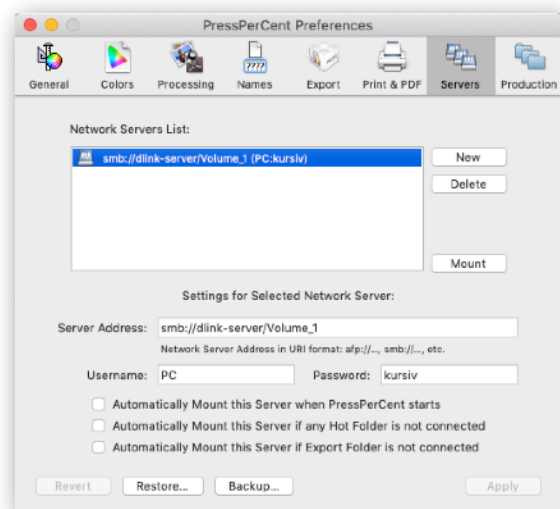 PressPerCent Preferences
General Colors Processing Names Export Print & PDF Servers Production
Network Servers List:
smb://dlink-server/Volume_1 (PC:kursiv)
New
Delete
Mount
Settings for Selected Network Server:
Server Address: smb://dlink-server/Volume_1
Network Server Address in URI format: afp://..., smb://..., etc.
Username: PC Password: kursiv
Automatically Mount this Server when PressPerCent starts
Automatically Mount this Server if any Hot Folder is not connected
Automatically Mount this Server if Export Folder is not connected
Revert Restore... Backup... Apply